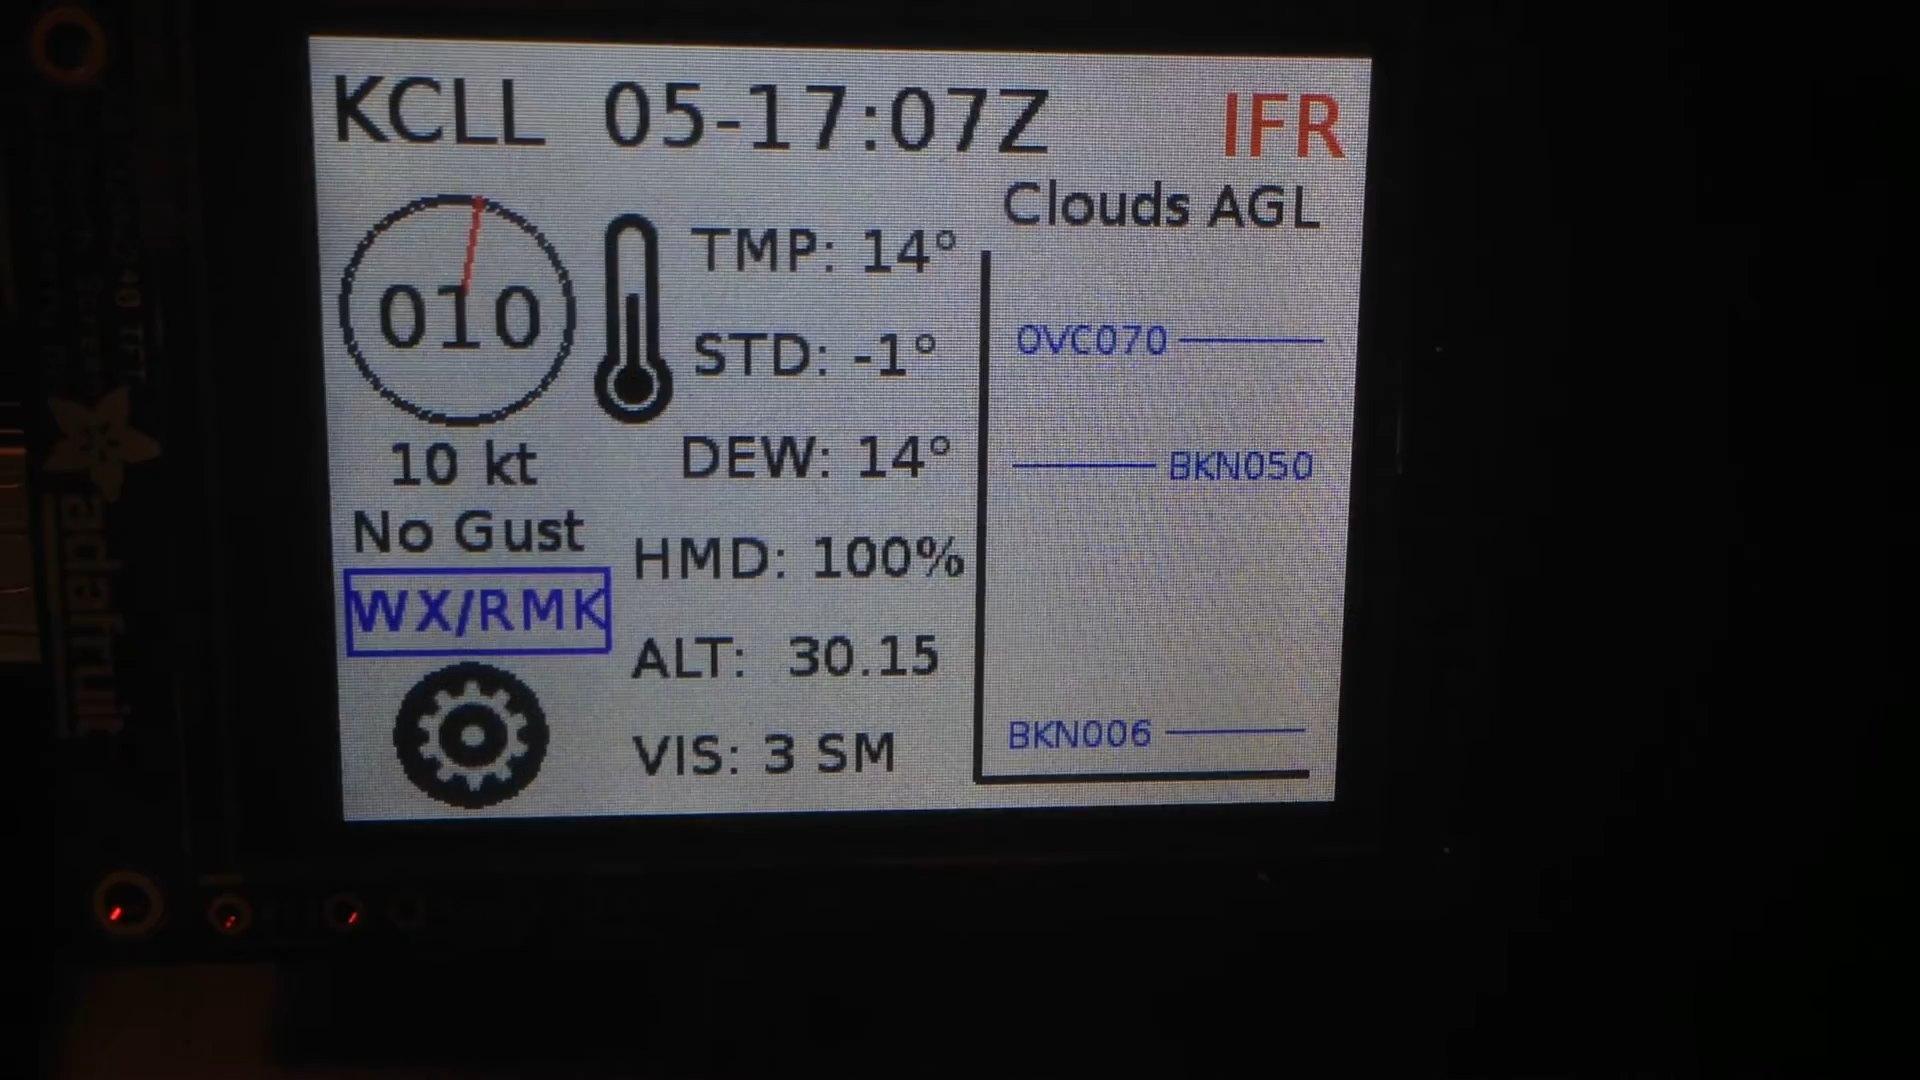 KCLL 05-17:07Z IFR
Clouds AGL
010
10 kt
No Gust
WX/RMK
TMP: 14°
STD: -1°
DEW: 14°
HMD: 100%
ALT: 30.15
VIS: 3 SM
OVC070
BKN050
BKN006
adafruit